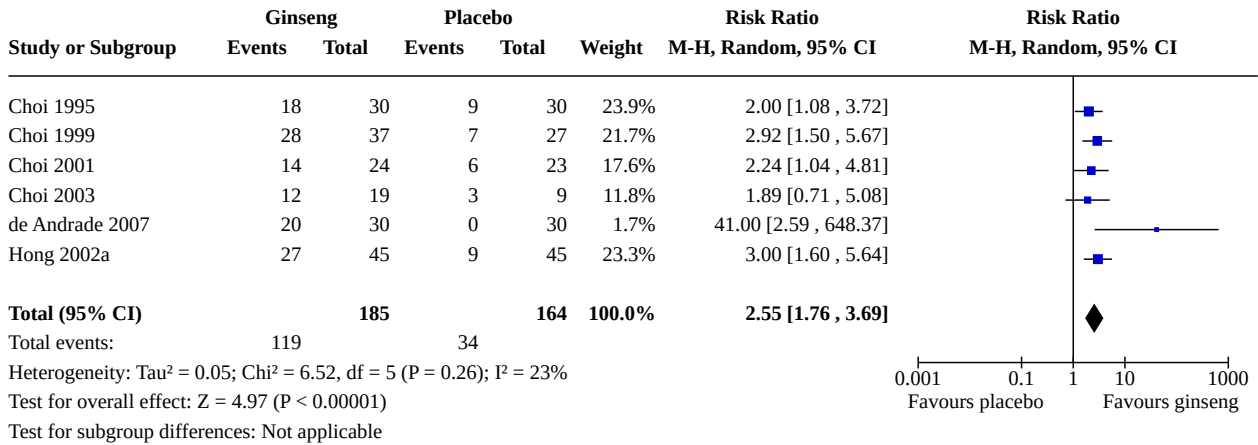 Ginseng Placebo Risk Ratio Risk Ratio
Study or Subgroup Events Total Events Total Weight M-H, Random, 95% CI M-H, Random, 95% CI
Choi 1995 18 30 9 30 23.9% 2.00 [1.08 , 3.72]
Choi 1999 28 37 7 27 21.7% 2.92 [1.50 , 5.67]
Choi 2001 14 24 6 23 17.6% 2.24 [1.04 , 4.81]
Choi 2003 12 19 3 9 11.8% 1.89 [0.71 , 5.08]
de Andrade 2007 20 30 0 30 1.7% 41.00 [2.59 , 648.37]
Hong 2002a 27 45 9 45 23.3% 3.00 [1.60 , 5.64]
Total (95% CI) 185 164 100.0% 2.55 [1.76 , 3.69]
Total events: 119 34
Heterogeneity: Tau² = 0.05; Chi² = 6.52, df = 5 (P = 0.26); I² = 23%
0.001 0.1 1 10 1000
Test for overall effect: Z = 4.97 (P < 0.00001) Favours placebo Favours ginseng
Test for subgroup differences: Not applicable